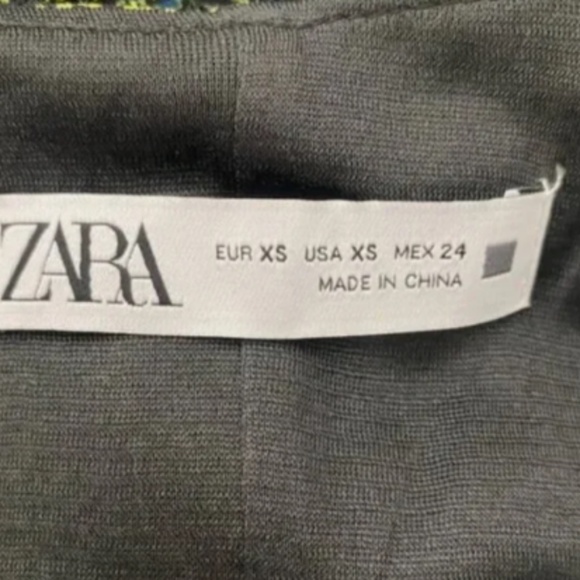 ZARA
EUR XS USA XS MEX 24
MADE IN CHINA